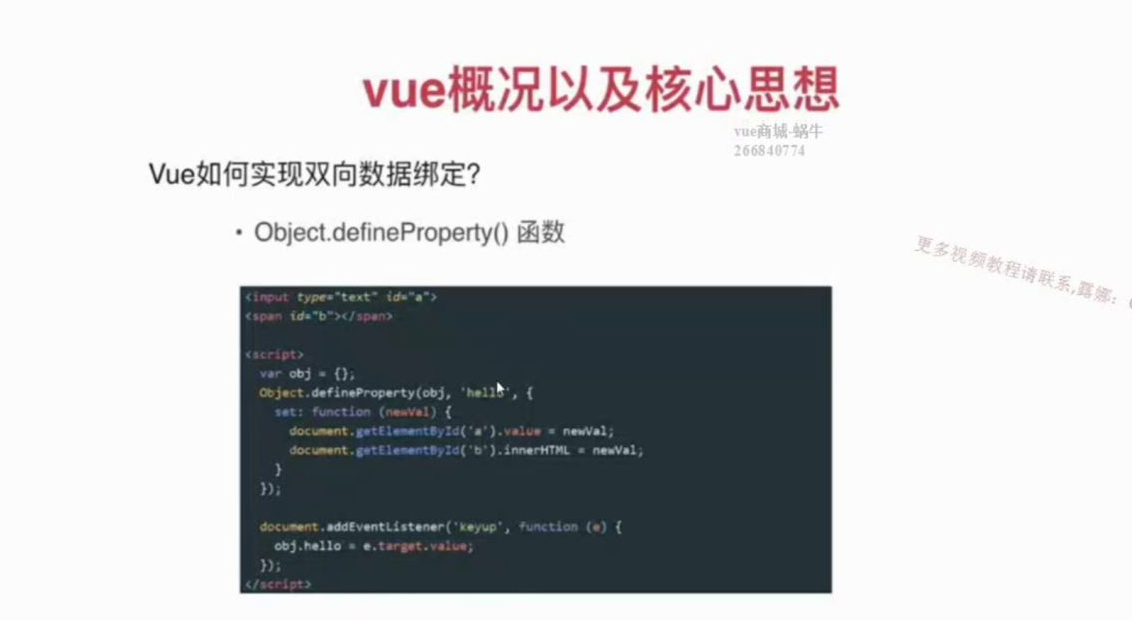 vue概况以及核心思想
vue商城-蜗牛
266840774
Vue如何实现双向数据绑定?
• Object.defineProperty() 函数
更多视频教程请联系,露娜:
<input type="text" id="a">
<span id="b"></span>
<script>
var obj = {};
Object.defineProperty(obj, 'hello', {
set: function (newVal) {
document.getElementById('a').value = newVal;
document.getElementById('b').innerHTML = newVal;
}
});
document.addEventListener('keyup', function (e) {
obj.hello = e.target.value;
});
</script>